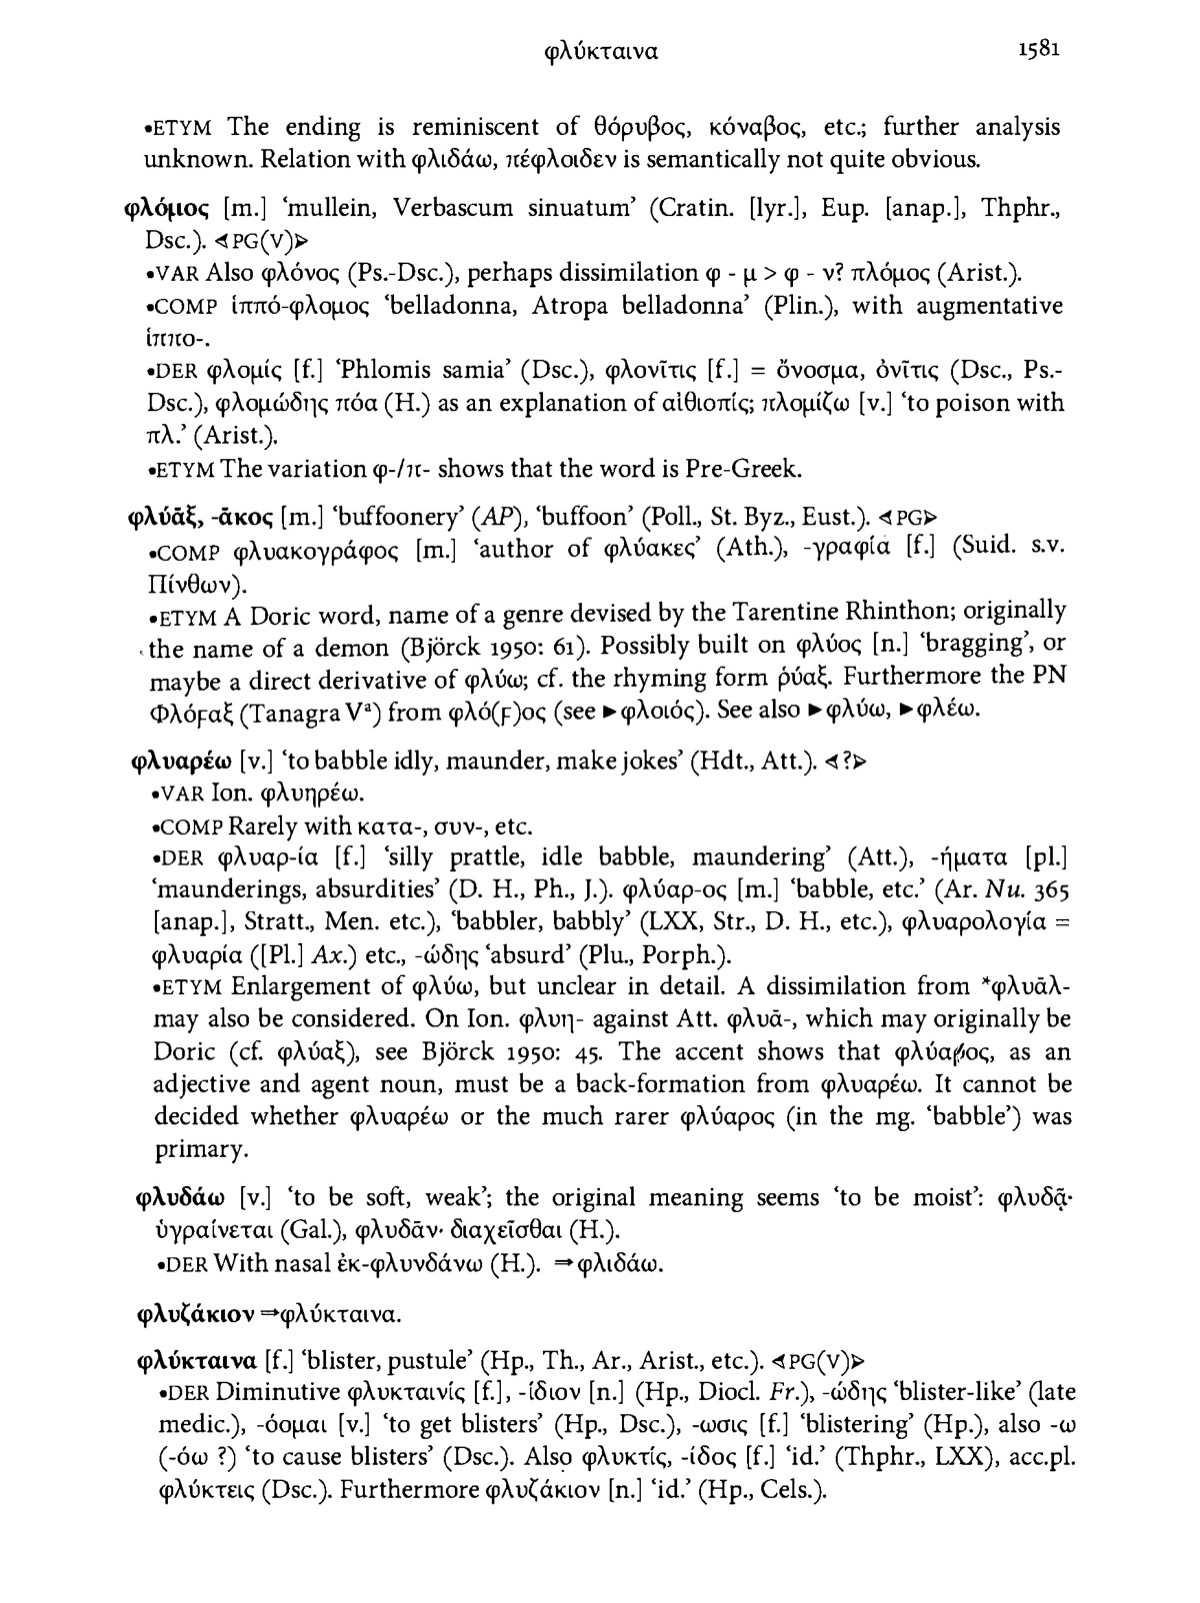 φλύκταινα 1581
•ETYM The ending is reminiscent of θόρυβος, κόναβος, etc.; further analysis
unknown. Relation with φλιδάω, πέφλοιδεν is semantically not quite obvious.
φλόμος [m.] ‘mullein, Verbascum sinuatum’ (Cratin. [lyr.], Eup. [anap.], Thphr.,
Dsc.). ⊲PG(V)⊳
•VAR Also φλόνος (Ps.-Dsc.), perhaps dissimilation φ - μ > φ - ν? πλόμος (Arist.).
•COMP ἱππό-φλομος ‘belladonna, Atropa belladonna’ (Plin.), with augmentative
ἱππο-.
•DER φλομίς [f.] ‘Phlomis samia’ (Dsc.), φλονῖτις [f.] = ὄνοσμα, ὀνῖτις (Dsc., Ps.-
Dsc.), φλομώδης πόα (H.) as an explanation of αἰθιοπίς; πλομίζω [v.] ‘to poison with
πλ.’ (Arist.).
•ETYM The variation φ-/π- shows that the word is Pre-Greek.
φλύᾱξ, -ᾱκος [m.] ‘buffoonery’ (AP), ‘buffoon’ (Poll., St. Byz., Eust.). ⊲PG⊳
•COMP φλυακογράφος [m.] ‘author of φλύακες’ (Ath.), -γραφία [f.] (Suid. s.v.
Πίνθων).
•ETYM A Doric word, name of a genre devised by the Tarentine Rhinthon; originally
the name of a demon (Björck 1950: 61). Possibly built on φλύος [n.] ‘bragging’, or
maybe a direct derivative of φλύω; cf. the rhyming form ῥύαξ. Furthermore the PN
Φλόϝαξ (Tanagra Vᵃ) from φλό(ϝ)ος (see ►φλοιός). See also ►φλύω, ►φλέω.
φλυαρέω [v.] ‘to babble idly, maunder, make jokes’ (Hdt., Att.). ⊲?⊳
•VAR Ion. φλυηρέω.
•COMP Rarely with κατα-, συν-, etc.
•DER φλυαρ-ία [f.] ‘silly prattle, idle babble, maundering’ (Att.), -ήματα [pl.]
‘maunderings, absurdities’ (D. H., Ph., J.). φλύαρ-ος [m.] ‘babble, etc.’ (Ar. Nu. 365
[anap.], Stratt., Men. etc.), ‘babbler, babbly’ (LXX, Str., D. H., etc.), φλυαρολογία =
φλυαρία ([Pl.] Ax.) etc., -ώδης ‘absurd’ (Plu., Porph.).
•ETYM Enlargement of φλύω, but unclear in detail. A dissimilation from *φλυᾱλ-
may also be considered. On Ion. φλυη- against Att. φλυᾱ-, which may originally be
Doric (cf. φλύαξ), see Björck 1950: 45. The accent shows that φλύαρος, as an
adjective and agent noun, must be a back-formation from φλυαρέω. It cannot be
decided whether φλυαρέω or the much rarer φλύαρος (in the mg. ‘babble’) was
primary.
φλυδάω [v.] ‘to be soft, weak’; the original meaning seems ‘to be moist’: φλυδᾷ·
ὑγραίνεται (Gal.), φλυδᾶν· διαχεῖσθαι (H.).
•DER With nasal ἐκ-φλυνδάνω (H.). ⇒φλιδάω.
φλυζάκιον ⇒φλύκταινα.
φλύκταινα [f.] ‘blister, pustule’ (Hp., Th., Ar., Arist., etc.). ⊲PG(V)⊳
•DER Diminutive φλυκταινίς [f.], -ίδιον [n.] (Hp., Diocl. Fr.), -ώδης ‘blister-like’ (late
medic.), -όομαι [v.] ‘to get blisters’ (Hp., Dsc.), -ωσις [f.] ‘blistering’ (Hp.), also -ω
(-όω ?) ‘to cause blisters’ (Dsc.). Also φλυκτίς, -ίδος [f.] ‘id.’ (Thphr., LXX), acc.pl.
φλύκτεις (Dsc.). Furthermore φλυζάκιον [n.] ‘id.’ (Hp., Cels.).